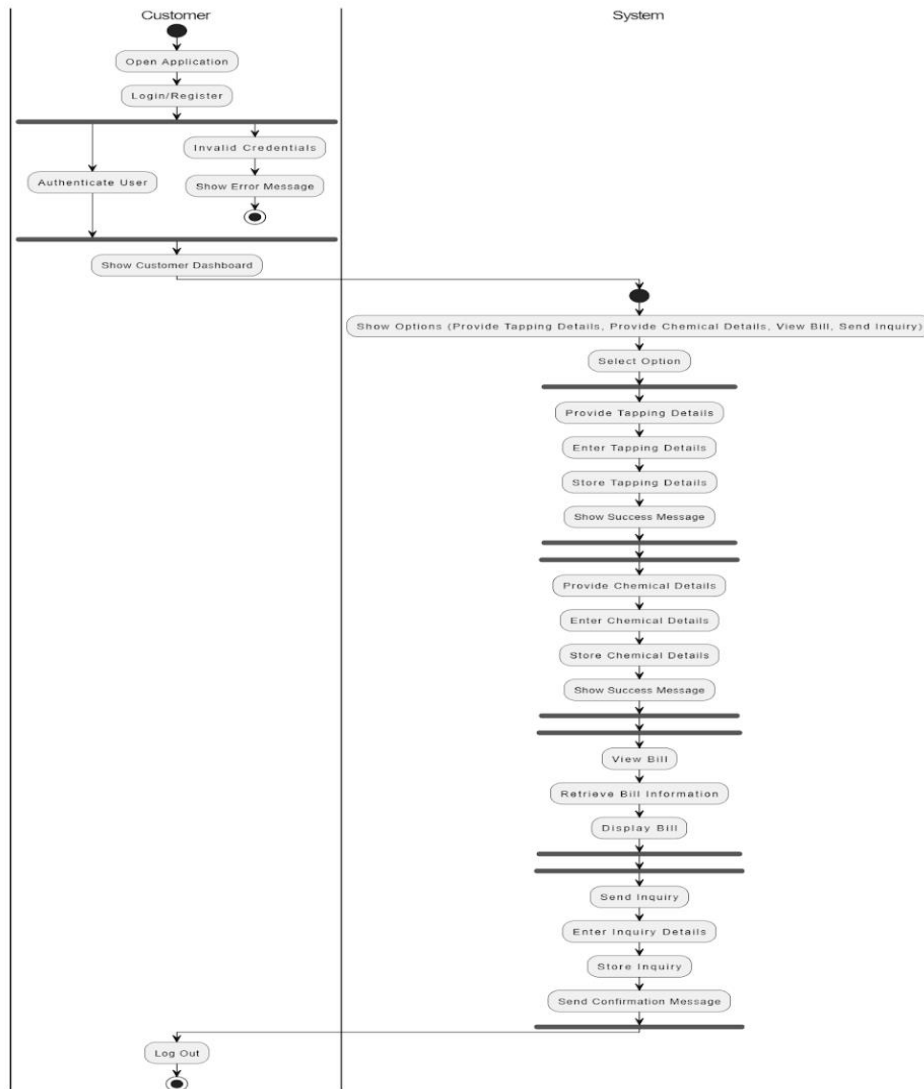 Customer
System
Open Application
Login/Register
Invalid Credentials
Authenticate User
Show Error Message
Show Customer Dashboard
Show Options (Provide Tapping Details, Provide Chemical Details, View Bill, Send Inquiry)
Select Option
Provide Tapping Details
Enter Tapping Details
Store Tapping Details
Show Success Message
Provide Chemical Details
Enter Chemical Details
Store Chemical Details
Show Success Message
View Bill
Retrieve Bill Information
Display Bill
Send Inquiry
Enter Inquiry Details
Store Inquiry
Send Confirmation Message
Log Out